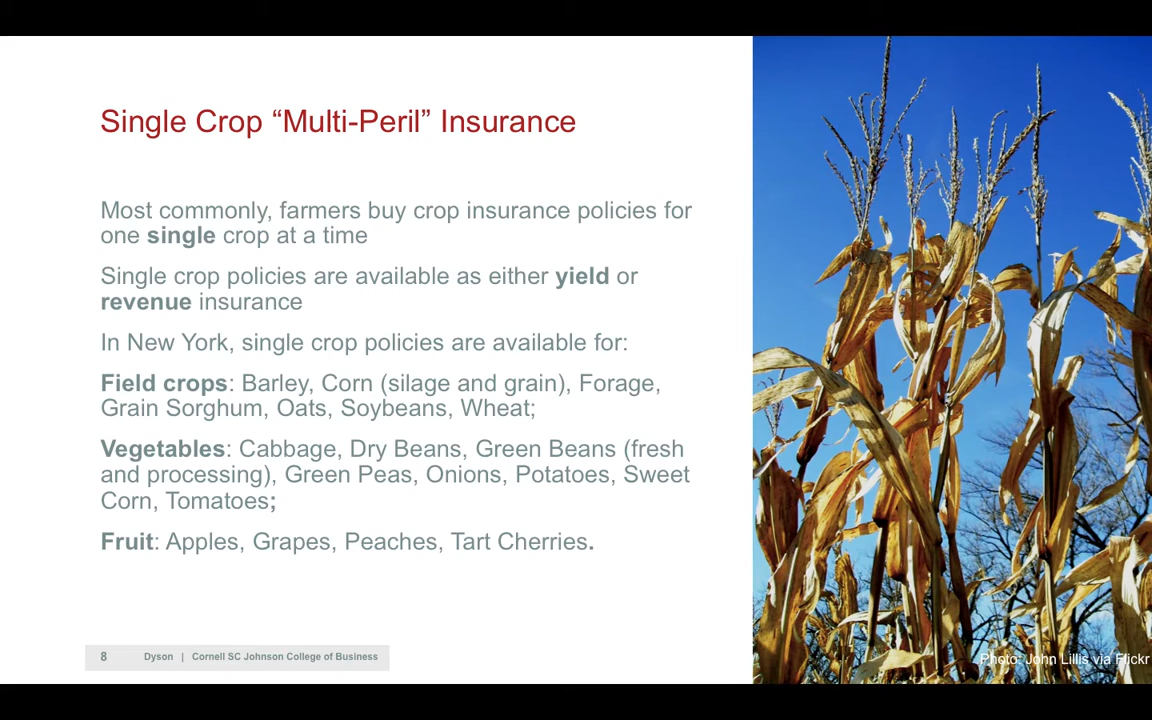 Single Crop “Multi-Peril” Insurance
Most commonly, farmers buy crop insurance policies for
one single crop at a time
Single crop policies are available as either yield or
revenue insurance
In New York, single crop policies are available for:
Field crops: Barley, Corn (silage and grain), Forage,
Grain Sorghum, Oats, Soybeans, Wheat;
Vegetables: Cabbage, Dry Beans, Green Beans (fresh
and processing), Green Peas, Onions, Potatoes, Sweet
Corn, Tomatoes;
Fruit: Apples, Grapes, Peaches, Tart Cherries.
8 Dyson | Cornell SC Johnson College of Business
Photo: John Lillis via Flickr